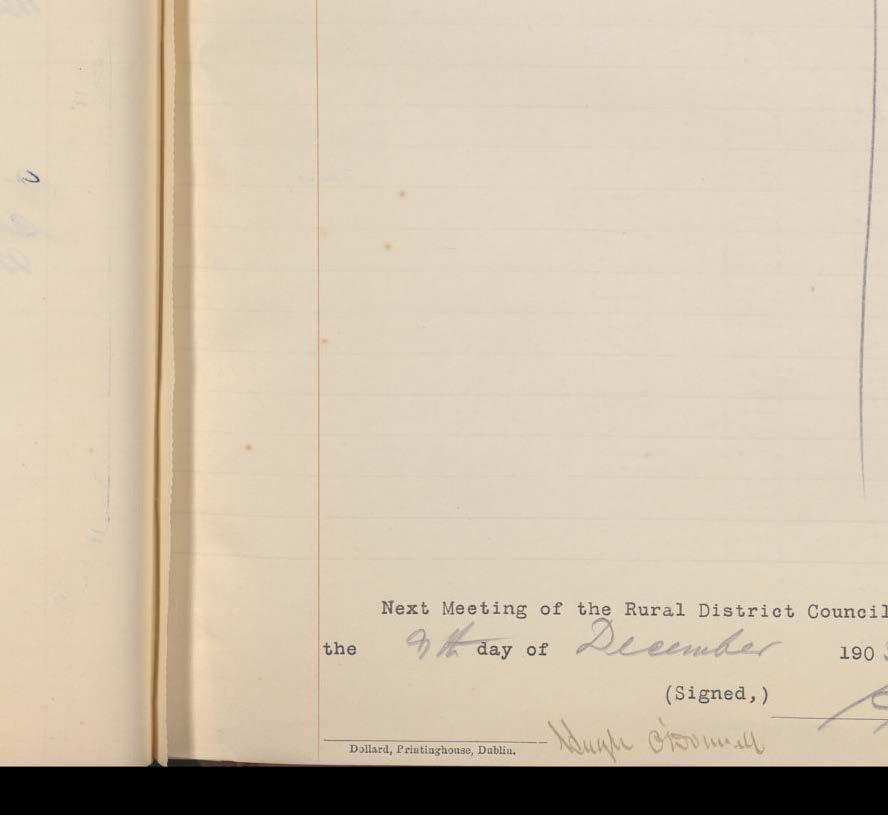 Next Meeting of the Rural District Council
the 9th day of December 190
(Signed,)
Hugh O'Donnell
Dollard, Printinghouse, Dublin.